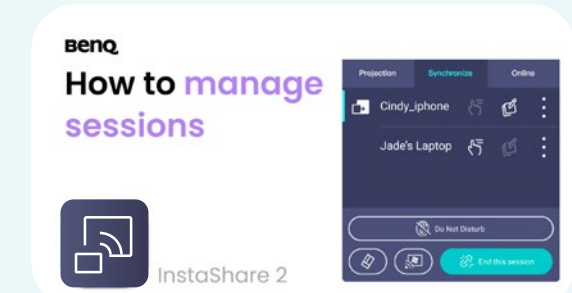 BenQ
How to manage
sessions
InstaShare 2
Projection Synchronize Online
Cindy_iphone
Jade's Laptop
Do Not Disturb
End this session